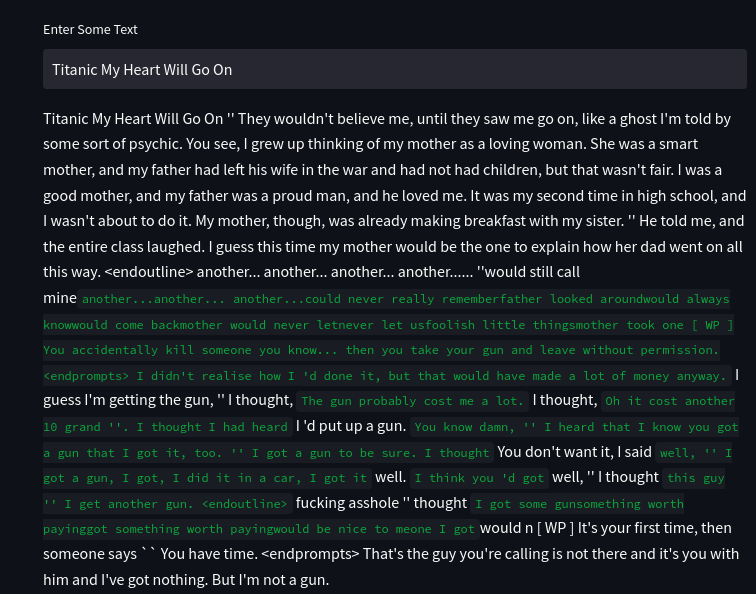 Enter Some Text
Titanic My Heart Will Go On
Titanic My Heart Will Go On '' They wouldn't believe me, until they saw me go on, like a ghost I'm told by
some sort of psychic. You see, I grew up thinking of my mother as a loving woman. She was a smart
mother, and my father had left his wife in the war and had not had children, but that wasn't fair. I was a
good mother, and my father was a proud man, and he loved me. It was my second time in high school, and
I wasn't about to do it. My mother, though, was already making breakfast with my sister. '' He told me, and
the entire class laughed. I guess this time my mother would be the one to explain how her dad went on all
this way. <endoutline> another... another... another... another...... ''would still call
mine another...another... another...could never really rememberfather looked aroundwould always
knowwould come backmother would never letnever let usfoolish little thingsmother took one [ WP ]
You accidentally kill someone you know... then you take your gun and leave without permission.
<endprompts> I didn't realise how I 'd done it, but that would have made a lot of money anyway. I
guess I'm getting the gun, '' I thought, The gun probably cost me a lot. I thought, Oh it cost another
10 grand ''. I thought I had heard I 'd put up a gun. You know damn, '' I heard that I know you got
a gun that I got it, too. '' I got a gun to be sure. I thought You don't want it, I said well, '' I
got a gun, I got, I did it in a car, I got it well. I think you 'd got well, '' I thought this guy
'' I get another gun. <endoutline> fucking asshole '' thought I got some gunsomething worth
payinggot something worth payingwould be nice to meone I got would n [ WP ] It's your first time, then
someone says `` You have time. <endprompts> That's the guy you're calling is not there and it's you with
him and I've got nothing. But I'm not a gun.